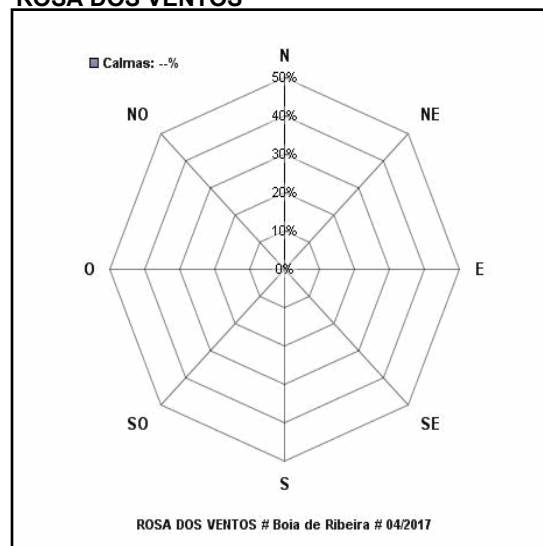 ROSA DOS VENTOS
Calmas: --%
N
50%
NO
NE
40%
30%
20%
10%
O
0%
E
SO
SE
S
ROSA DOS VENTOS # Boia de Ribeira # 04/2017